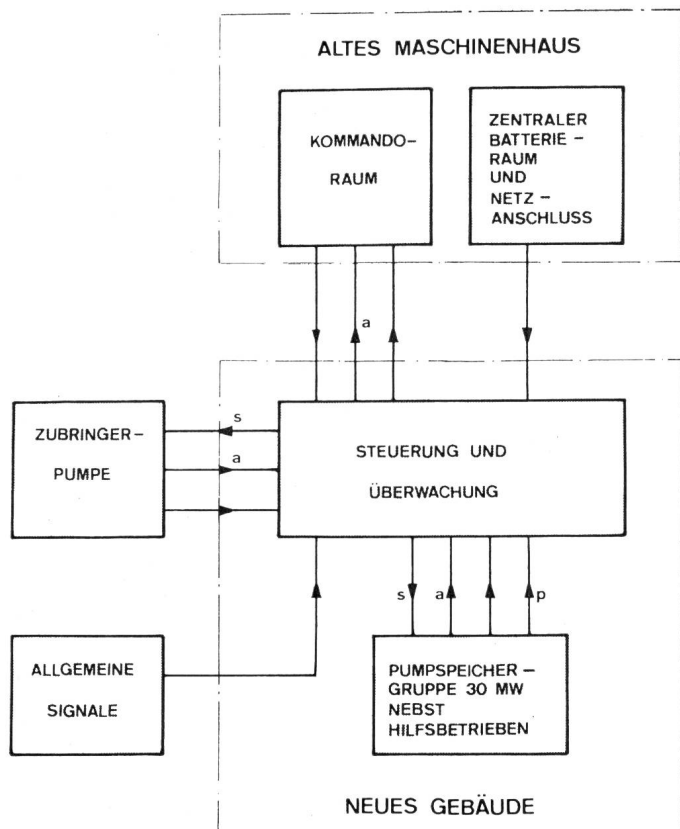 ALTES MASCHINENHAUS
KOMMANDO-
RAUM
ZENTRALER
BATTERIE-
RAUM
UND
NETZ-
ANSCHLUSS
a
ZUBRINGER-
PUMPE
s
a
STEUERUNG UND
ÜBERWACHUNG
s
a
p
ALLGEMEINE
SIGNALE
PUMPSPEICHER-
GRUPPE 30 MW
NEBST
HILFSBETRIEBEN
NEUES GEBÄUDE